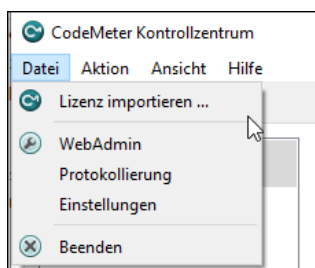 CodeMeter Kontrollzentrum
Datei Aktion Ansicht Hilfe
Lizenz importieren ...
WebAdmin
Protokollierung
Einstellungen
Beenden